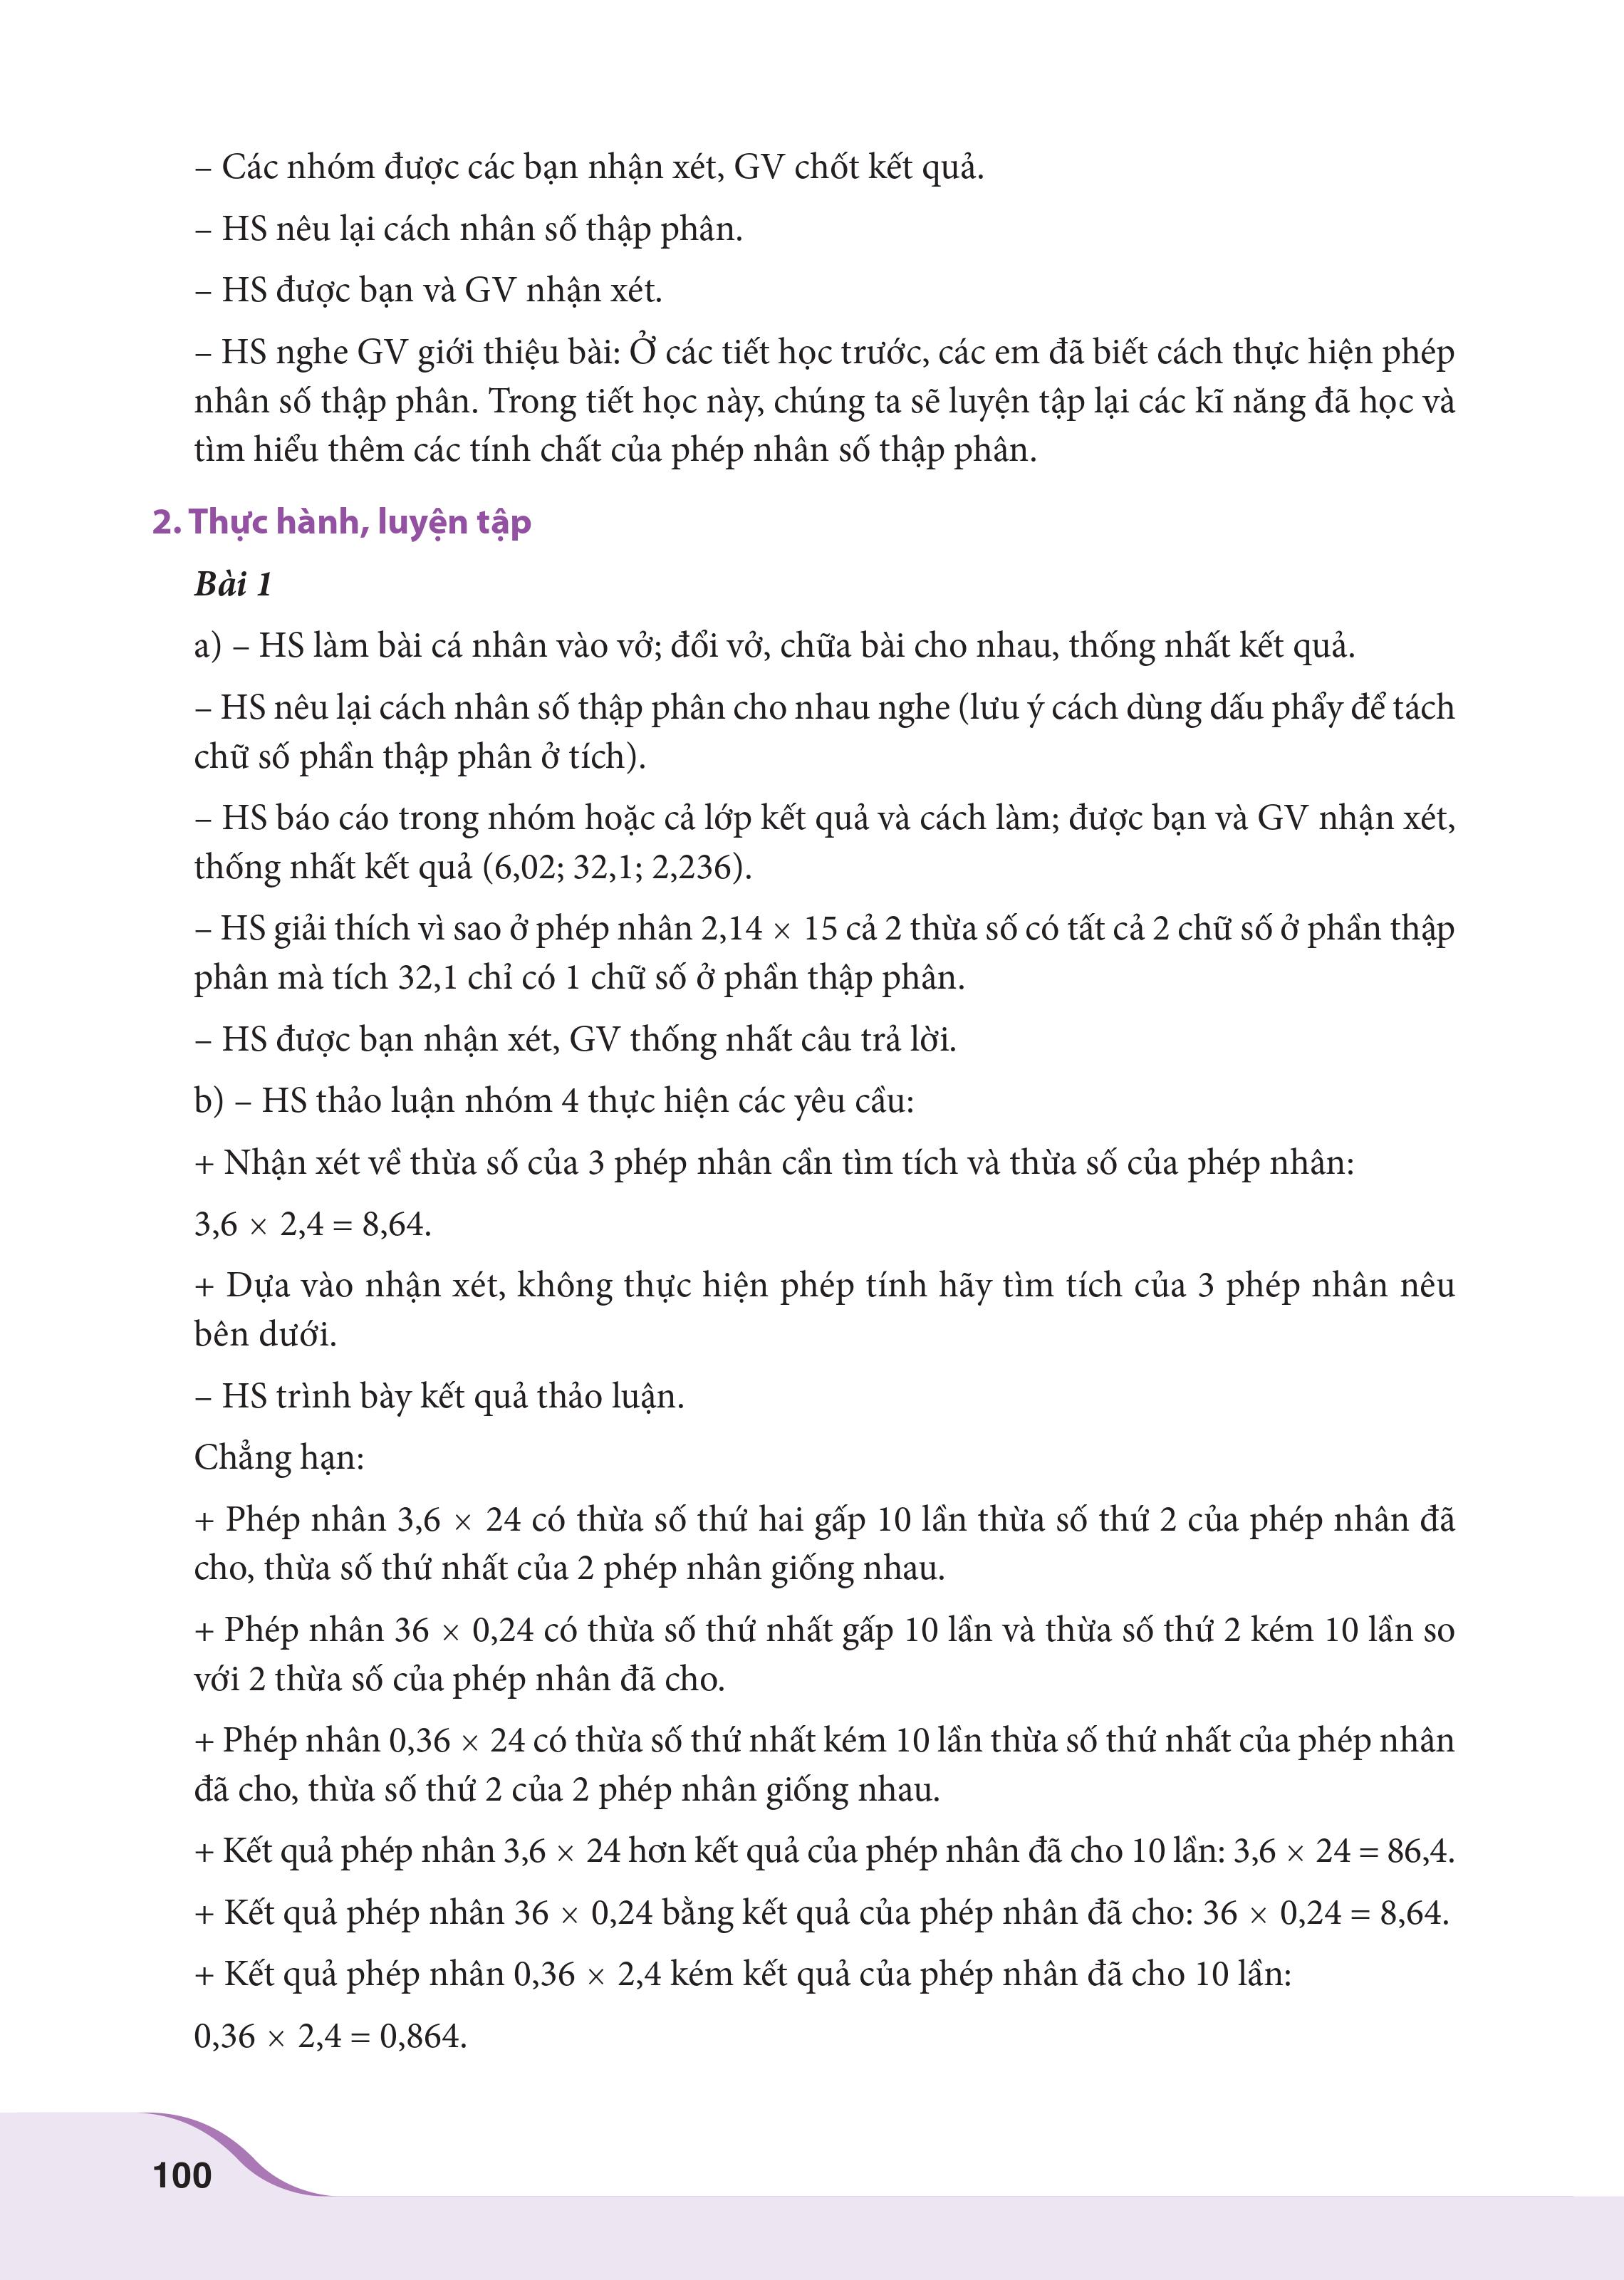 – Các nhóm được các bạn nhận xét, GV chốt kết quả.
– HS nêu lại cách nhân số thập phân.
– HS được bạn và GV nhận xét.
– HS nghe GV giới thiệu bài: Ở các tiết học trước, các em đã biết cách thực hiện phép
nhân số thập phân. Trong tiết học này, chúng ta sẽ luyện tập lại các kĩ năng đã học và
tìm hiểu thêm các tính chất của phép nhân số thập phân.
2. Thực hành, luyện tập
Bài 1
a) – HS làm bài cá nhân vào vở; đổi vở, chữa bài cho nhau, thống nhất kết quả.
– HS nêu lại cách nhân số thập phân cho nhau nghe (lưu ý cách dùng dấu phẩy để tách
chữ số phần thập phân ở tích).
– HS báo cáo trong nhóm hoặc cả lớp kết quả và cách làm; được bạn và GV nhận xét,
thống nhất kết quả (6,02; 32,1; 2,236).
– HS giải thích vì sao ở phép nhân 2,14 × 15 cả 2 thừa số có tất cả 2 chữ số ở phần thập
phân mà tích 32,1 chỉ có 1 chữ số ở phần thập phân.
– HS được bạn nhận xét, GV thống nhất câu trả lời.
b) – HS thảo luận nhóm 4 thực hiện các yêu cầu:
+ Nhận xét về thừa số của 3 phép nhân cần tìm tích và thừa số của phép nhân:
3,6 × 2,4 = 8,64.
+ Dựa vào nhận xét, không thực hiện phép tính hãy tìm tích của 3 phép nhân nêu
bên dưới.
– HS trình bày kết quả thảo luận.
Chẳng hạn:
+ Phép nhân 3,6 × 24 có thừa số thứ hai gấp 10 lần thừa số thứ 2 của phép nhân đã
cho, thừa số thứ nhất của 2 phép nhân giống nhau.
+ Phép nhân 36 × 0,24 có thừa số thứ nhất gấp 10 lần và thừa số thứ 2 kém 10 lần so
với 2 thừa số của phép nhân đã cho.
+ Phép nhân 0,36 × 24 có thừa số thứ nhất kém 10 lần thừa số thứ nhất của phép nhân
đã cho, thừa số thứ 2 của 2 phép nhân giống nhau.
+ Kết quả phép nhân 3,6 × 24 hơn kết quả của phép nhân đã cho 10 lần: 3,6 × 24 = 86,4.
+ Kết quả phép nhân 36 × 0,24 bằng kết quả của phép nhân đã cho: 36 × 0,24 = 8,64.
+ Kết quả phép nhân 0,36 × 2,4 kém kết quả của phép nhân đã cho 10 lần:
0,36 × 2,4 = 0,864.
100